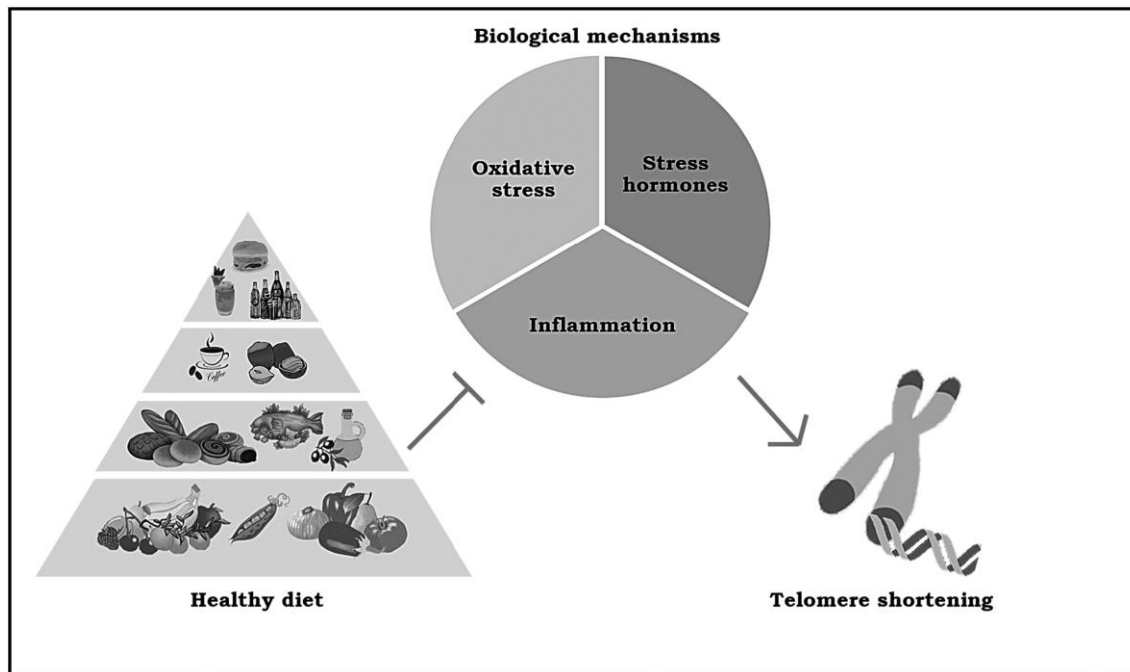 Biological mechanisms
Oxidative
stress
Stress
hormones
Inflammation
Coffee
Healthy diet
Telomere shortening